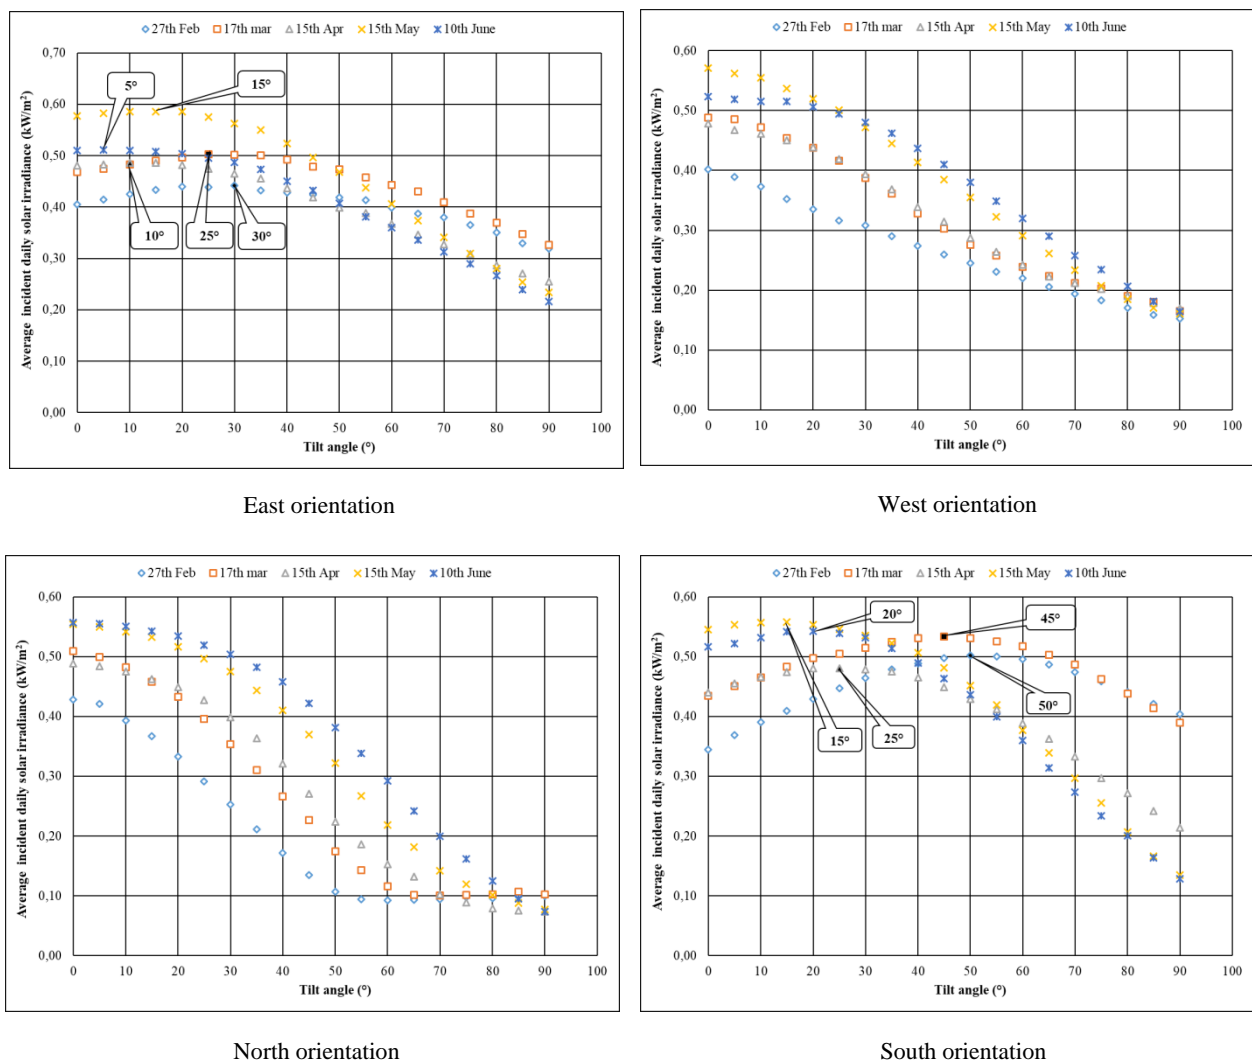 27th Feb 17th mar 15th Apr 15th May 10th June
0,70
0,60
0,50
0,40
0,30
0,20
0,10
0,00
Average incident daily solar irradiance (kW/m²)
5°
15°
10°
25°
30°
0 10 20 30 40 50 60 70 80 90 100
Tilt angle (°)
East orientation
27th Feb 17th mar 15th Apr 15th May 10th June
0,60
0,50
0,40
0,30
0,20
0,10
0,00
Average incident daily solar irradiance (kW/m²)
0 10 20 30 40 50 60 70 80 90 100
Tilt angle (°)
West orientation
27th Feb 17th mar 15th Apr 15th May 10th June
0,60
0,50
0,40
0,30
0,20
0,10
0,00
Average incident daily solar irradiance (kW/m²)
0 10 20 30 40 50 60 70 80 90 100
Tilt angle (°)
North orientation
27th Feb 17th mar 15th Apr 15th May 10th June
0,60
0,50
0,40
0,30
0,20
0,10
0,00
Average incident daily solar irradiance (kW/m²)
20°
45°
15°
25°
50°
0 10 20 30 40 50 60 70 80 90 100
Tilt angle (°)
South orientation